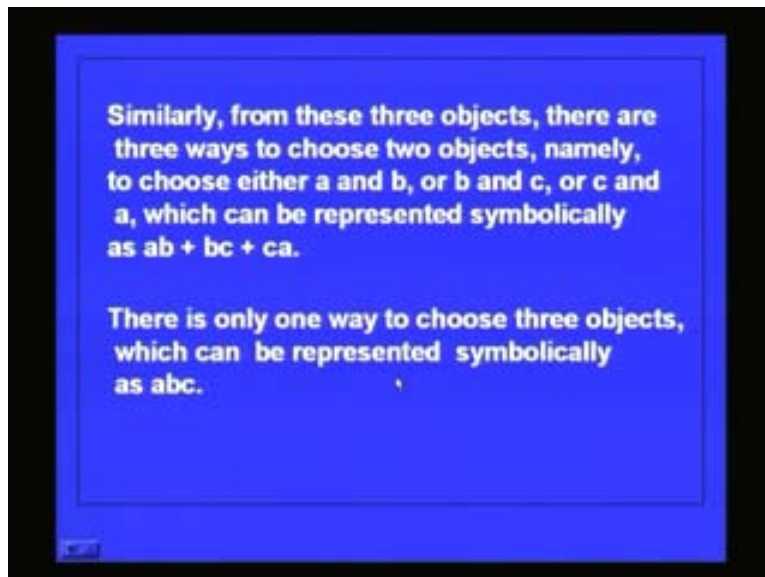 Similarly, from these three objects, there are
three ways to choose two objects, namely,
to choose either a and b, or b and c, or c and
a, which can be represented symbolically
as ab + bc + ca.
There is only one way to choose three objects,
which can be represented symbolically
as abc.